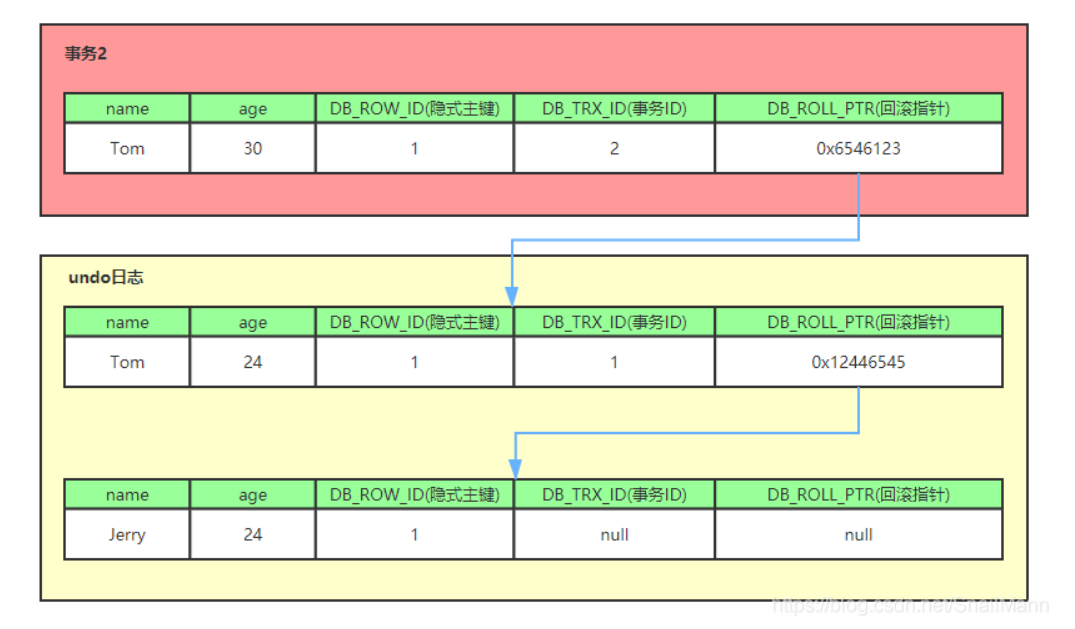 事务2
name age DB_ROW_ID(隐式主键) DB_TRX_ID(事务ID) DB_ROLL_PTR(回滚指针)
Tom 30 1 2 0x6546123
undo日志
name age DB_ROW_ID(隐式主键) DB_TRX_ID(事务ID) DB_ROLL_PTR(回滚指针)
Tom 24 1 1 0x12446545
name age DB_ROW_ID(隐式主键) DB_TRX_ID(事务ID) DB_ROLL_PTR(回滚指针)
Jerry 24 1 null null
https://blog.csdn.net/SnailMann